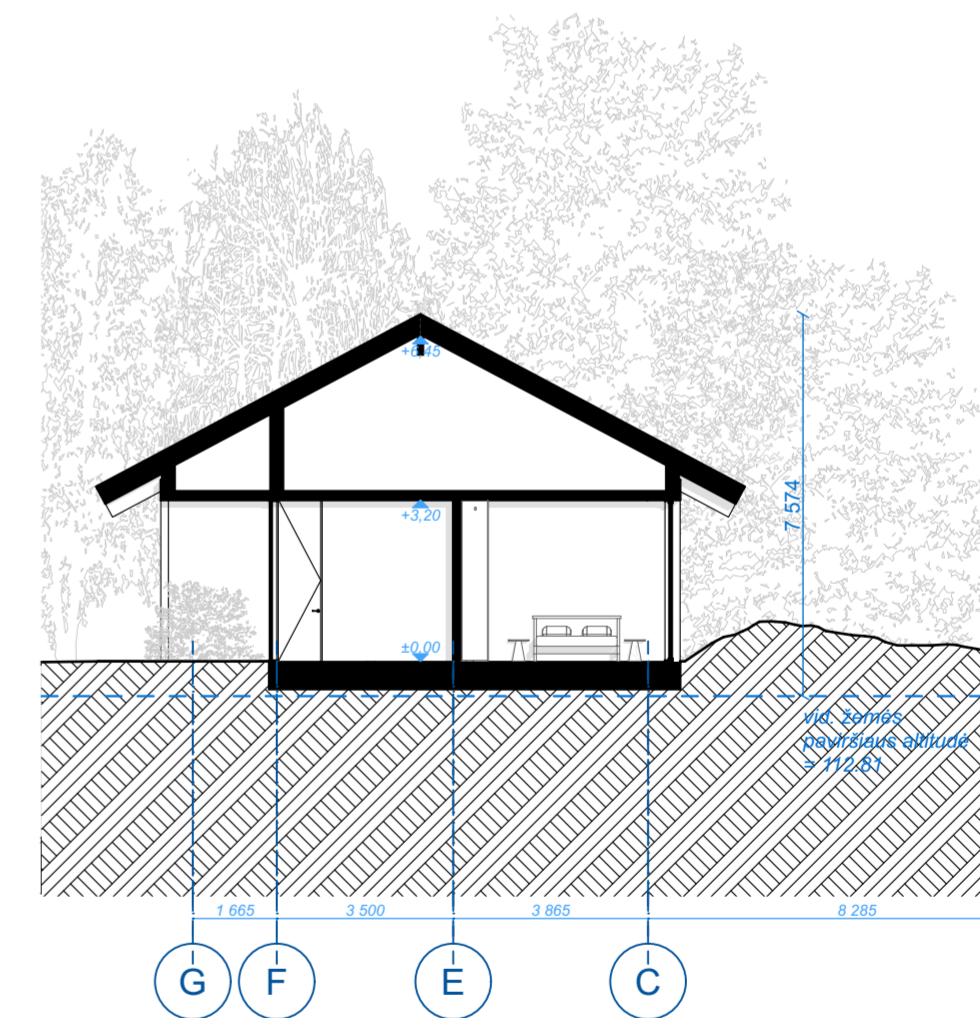 +6,45
7 574
+3,20
±0,00
vid. žemės
paviršiaus altitudė
= 112.81
1 665 3 500 3 865 8 285
G F E C